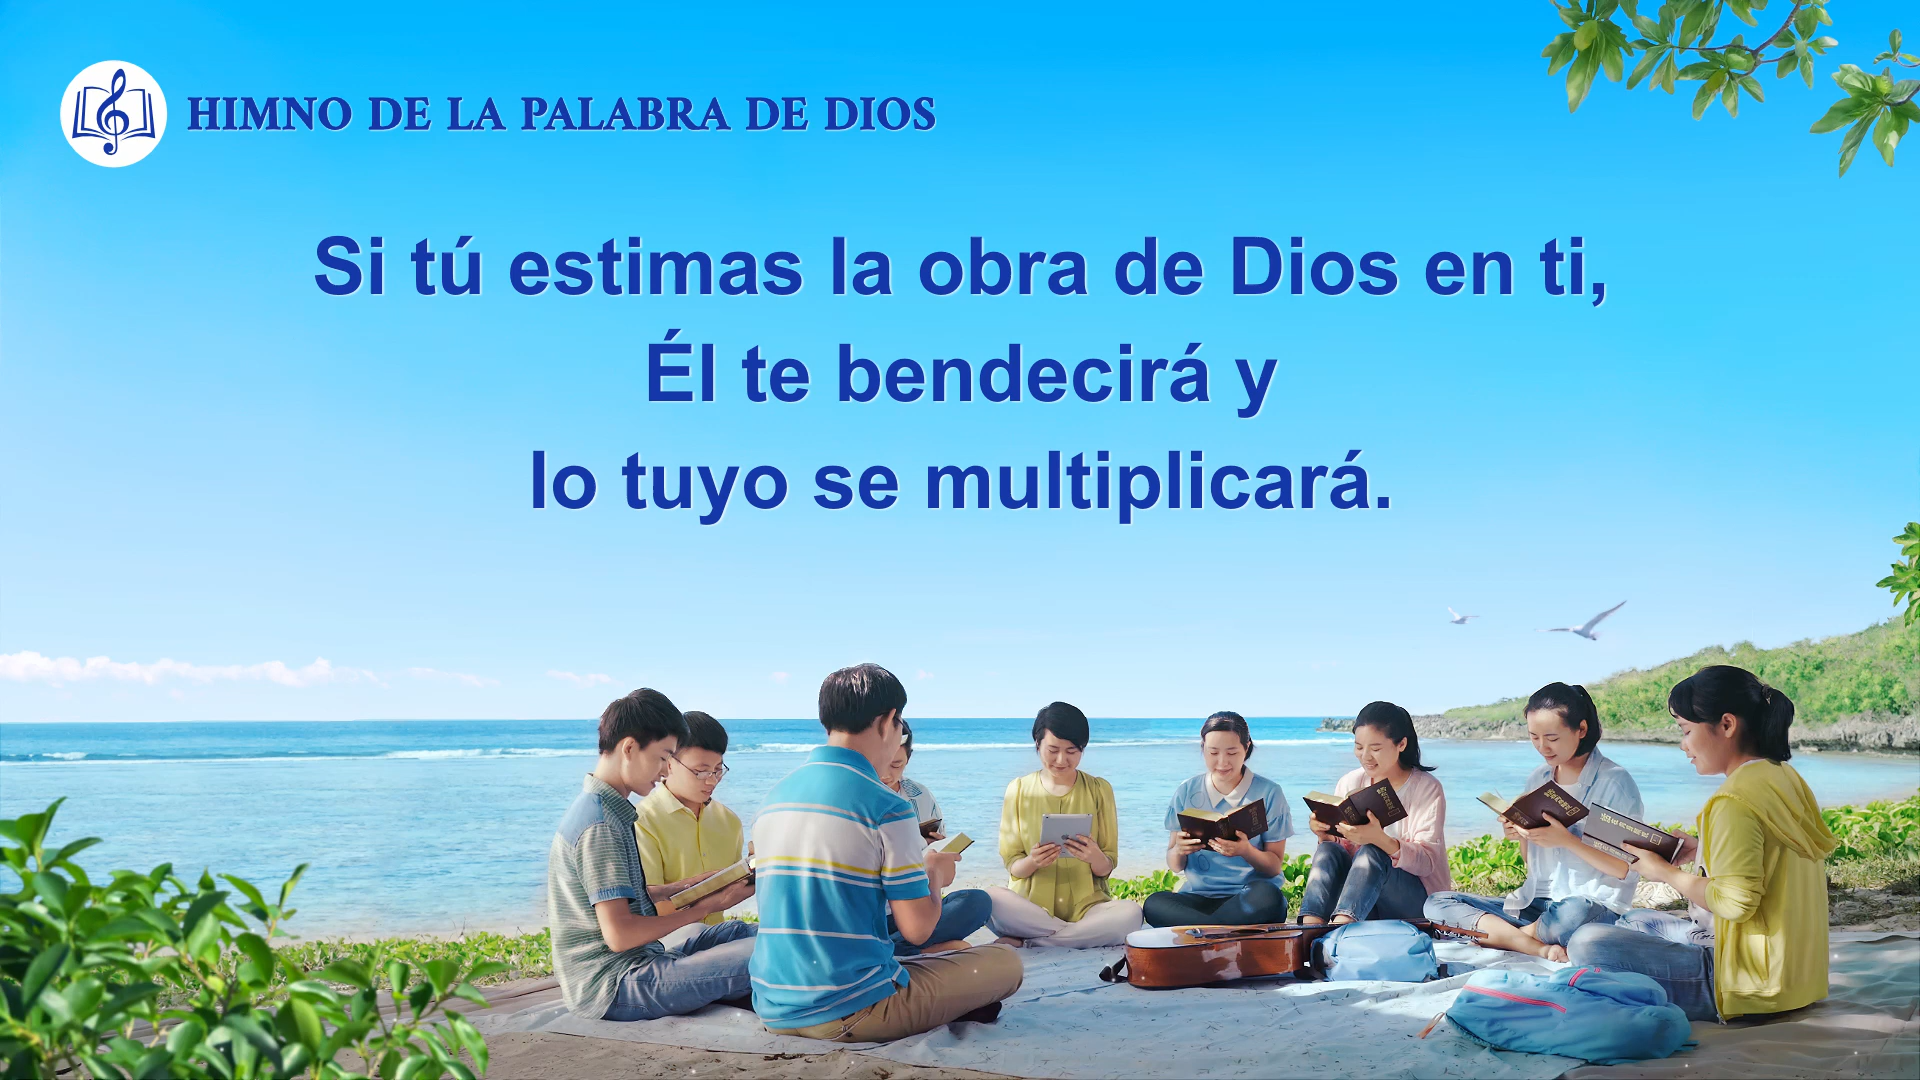 HIMNO DE LA PALABRA DE DIOS
Si tú estimas la obra de Dios en ti,
Él te bendecirá y
lo tuyo se multiplicará.